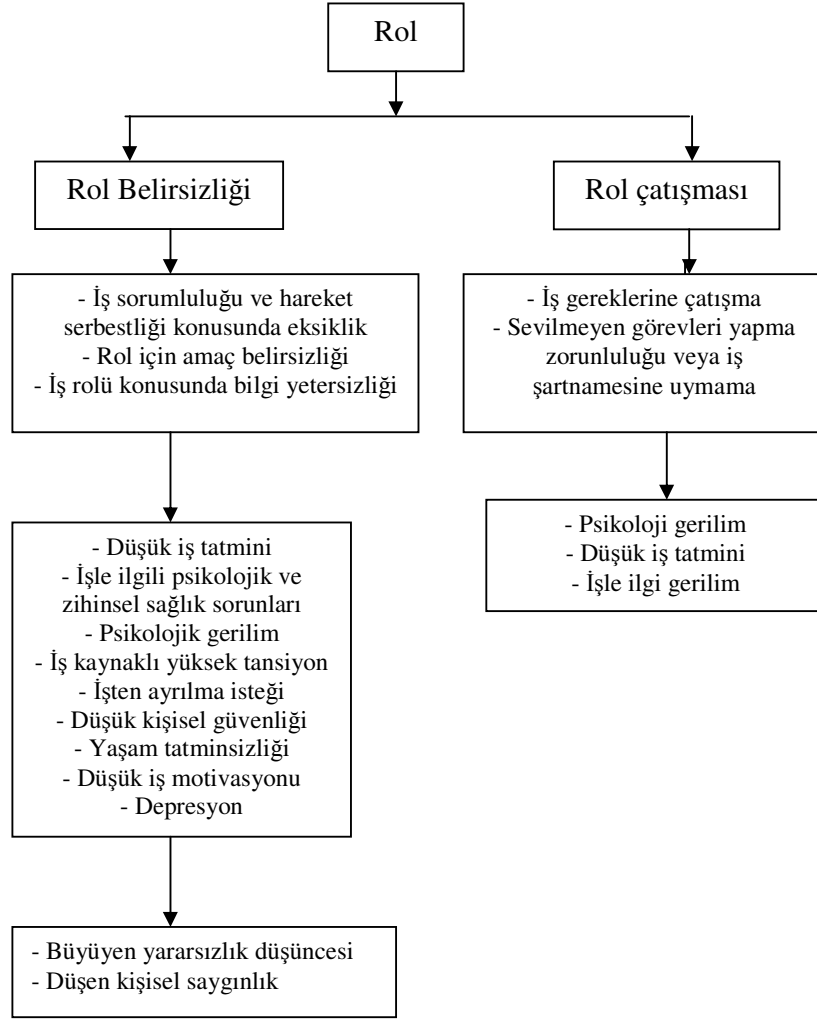 Rol
Rol Belirsizliği
Rol çatışması
- İş sorumluluğu ve hareket
serbestliği konusunda eksiklik
- Rol için amaç belirsizliği
- İş rolü konusunda bilgi yetersizliği
- İş gereklerine çatışma
- Sevilmeyen görevleri yapma
zorunluluğu veya iş
şartnamesine uymama
- Düşük iş tatmini
- İşle ilgili psikolojik ve
zihinsel sağlık sorunları
- Psikolojik gerilim
- İş kaynaklı yüksek tansiyon
- İşten ayrılma isteği
- Düşük kişisel güvenliği
- Yaşam tatminsizliği
- Düşük iş motivasyonu
- Depresyon
- Psikoloji gerilim
- Düşük iş tatmini
- İşle ilgi gerilim
- Büyüyen yararsızlık düşüncesi
- Düşen kişisel saygınlık